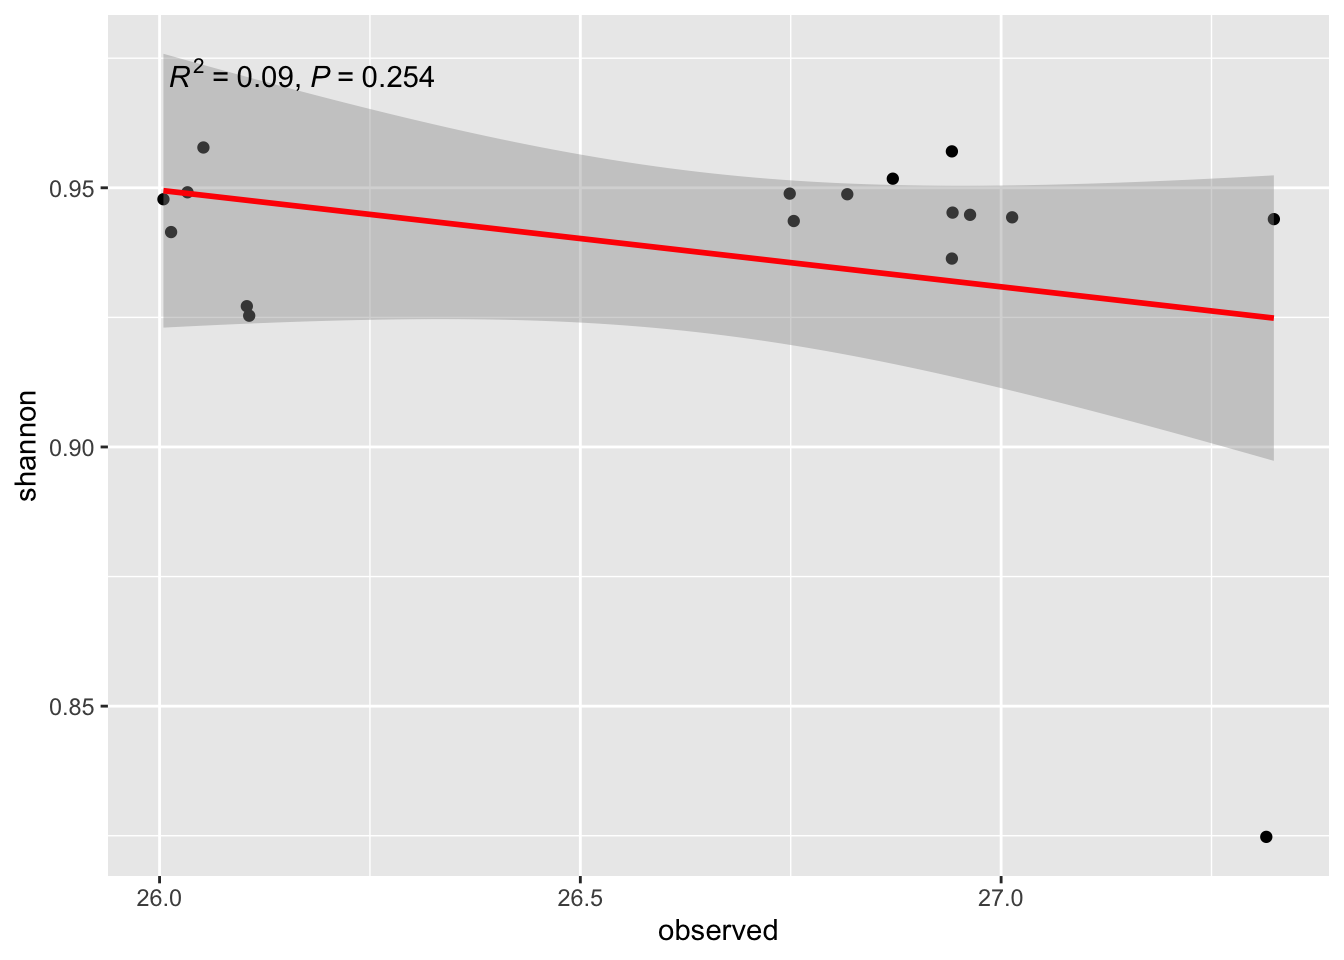 R² = 0.09, P = 0.254
0.95
0.90
0.85
shannon
26.0 26.5 27.0
observed